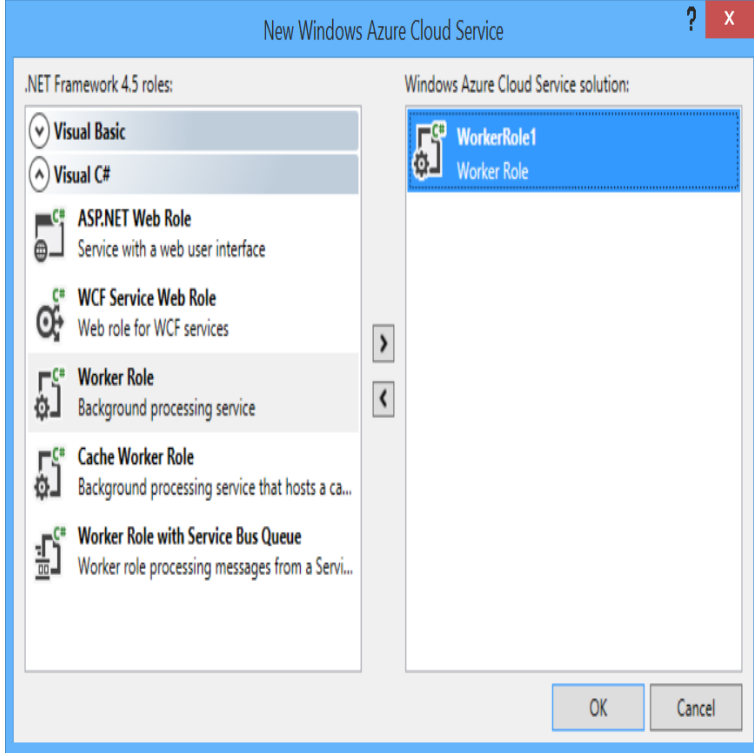 New Windows Azure Cloud Service
? x
.NET Framework 4.5 roles:
Visual Basic
Visual C#
C#
ASP.NET Web Role
Service with a web user interface
C#
WCF Service Web Role
Web role for WCF services
C#
Worker Role
Background processing service
C#
Cache Worker Role
Background processing service that hosts a ca...
C#
Worker Role with Service Bus Queue
Worker role processing messages from a Servi...
>
<
Windows Azure Cloud Service solution:
C#
WorkerRole1
Worker Role
OK
Cancel